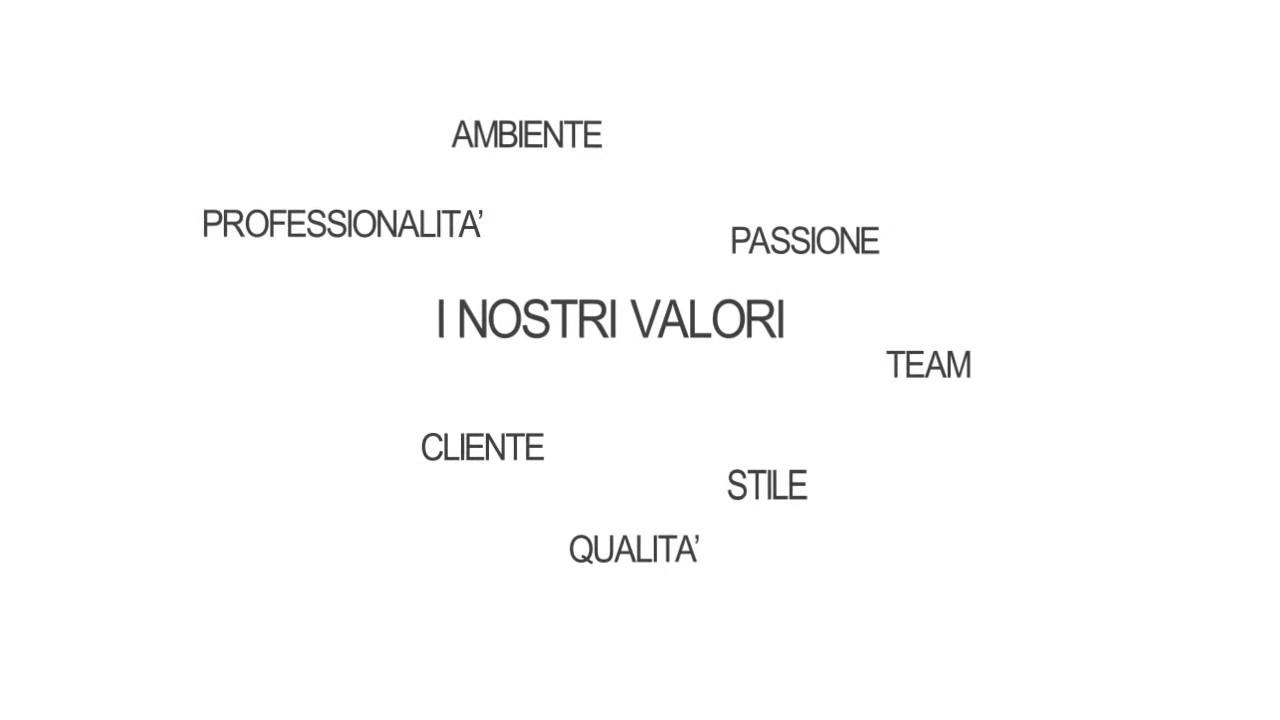 AMBIENTE
PROFESSIONALITA’
PASSIONE
I NOSTRI VALORI
TEAM
CLIENTE
STILE
QUALITA’